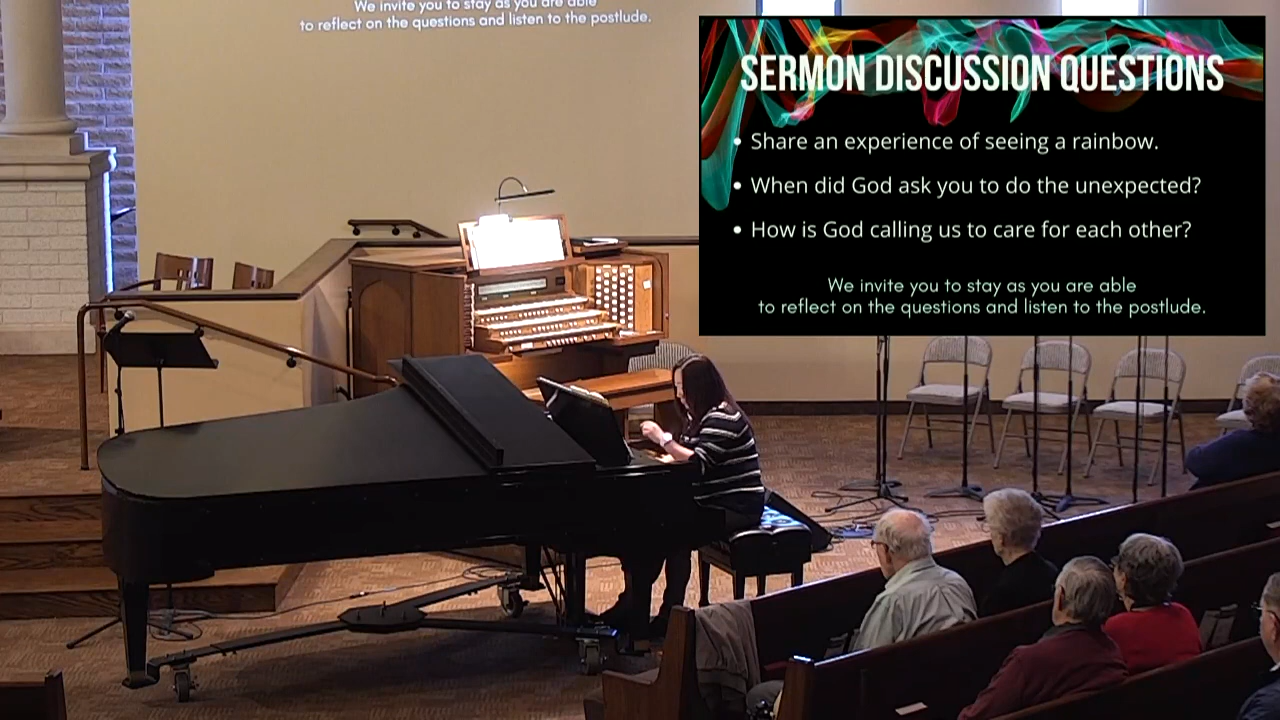 We invite you to stay as you are able
to reflect on the questions and listen to the postlude.
SERMON DISCUSSION QUESTIONS
• Share an experience of seeing a rainbow.
• When did God ask you to do the unexpected?
• How is God calling us to care for each other?
We invite you to stay as you are able
to reflect on the questions and listen to the postlude.